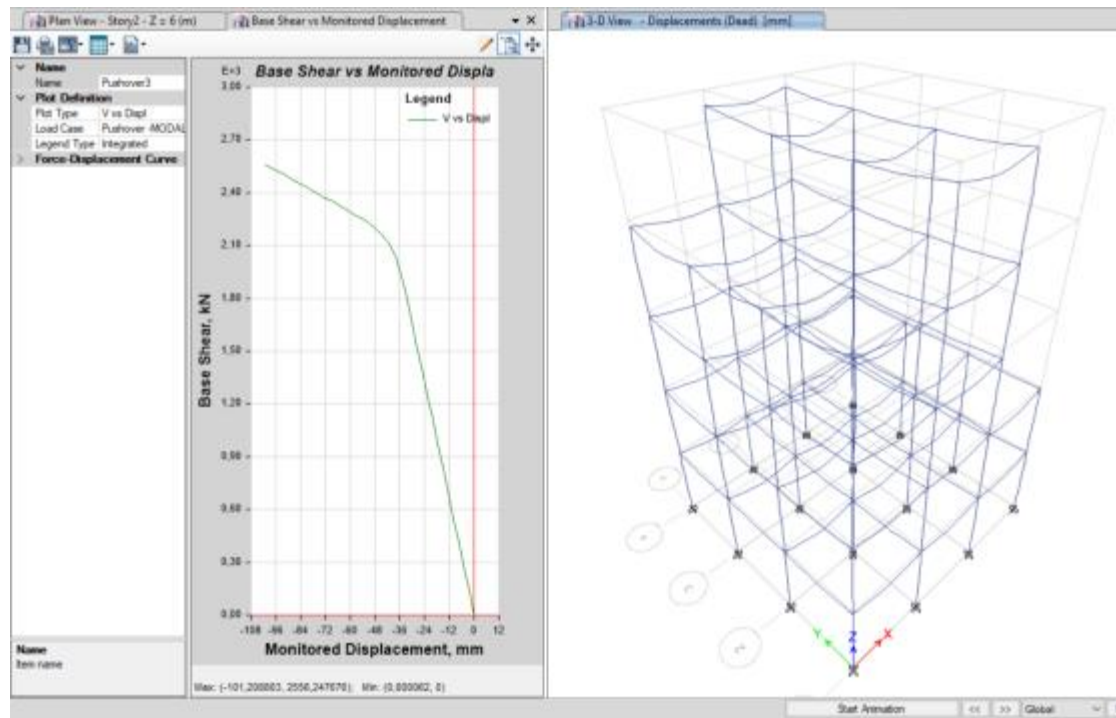 Plan View - Story2 - Z = 6 (m)
Base Shear vs Monitored Displacement
3-D View - Displacements (Dead) [mm]
Name
Name Pushover3
Plot Definition
Plot Type V vs Displ
Load Case Pushover -MODAL
Legend Type Integrated
Force-Displacement Curve
E+3 Base Shear vs Monitored Displa
Legend
V vs Displ
3,00
2,70
2,40
2,10
1,80
1,50
1,20
0,90
0,60
0,30
0,00
Base Shear, kN
-108 -96 -84 -72 -60 -48 -36 -24 -12 0 12
Monitored Displacement, mm
Name
Item name
Y
Z
X
Start Animation
<< >> Global